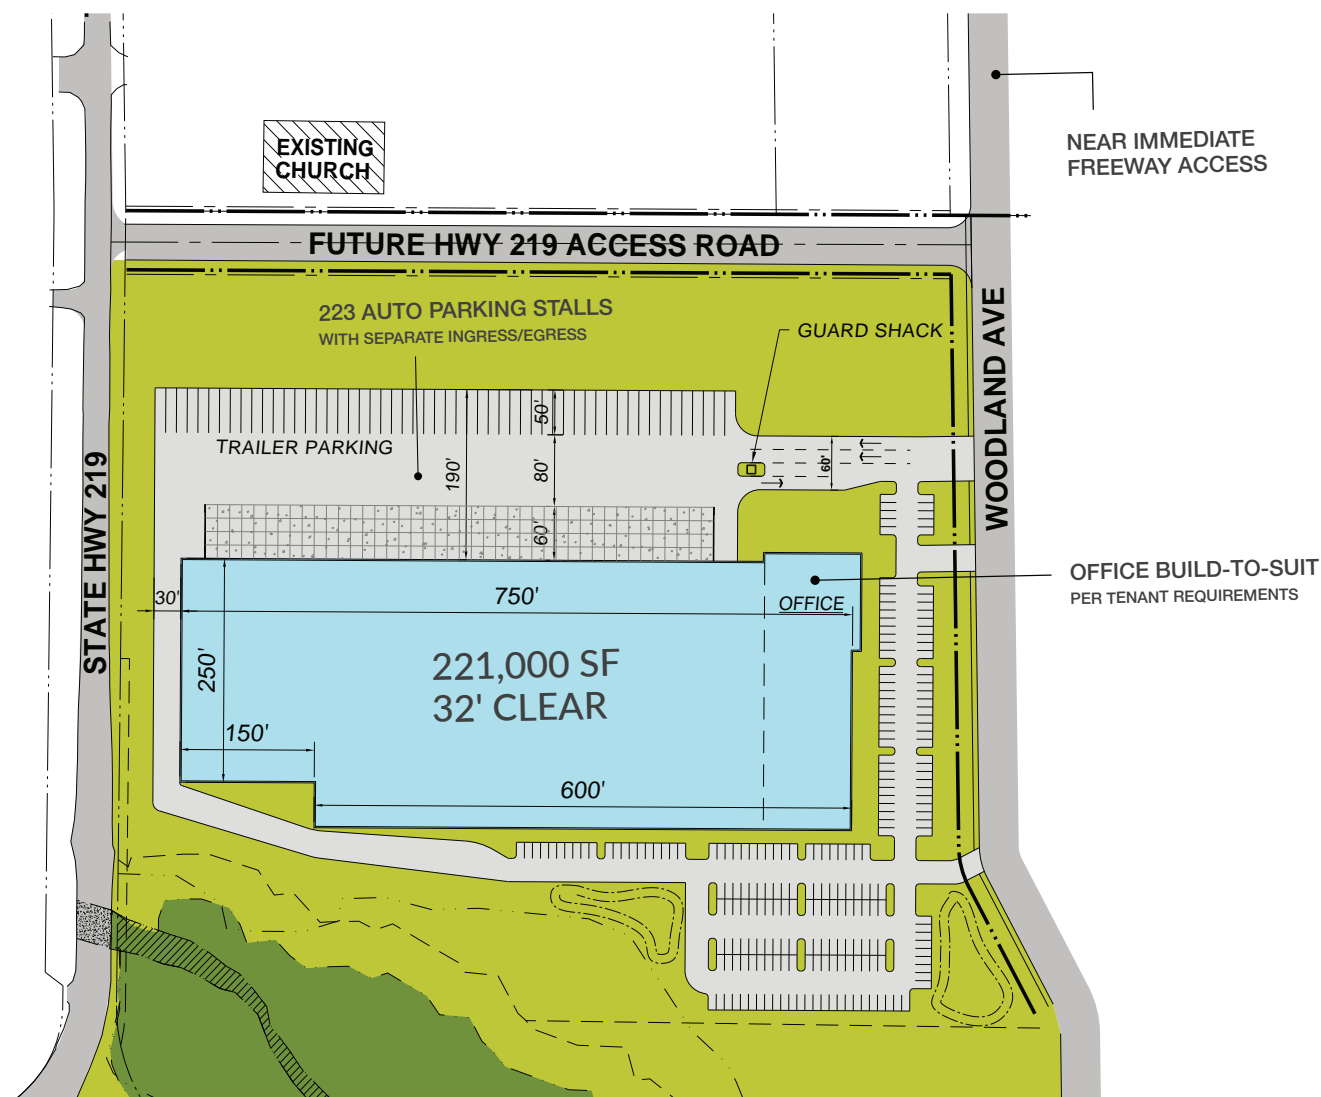 EXISTING
CHURCH
NEAR IMMEDIATE
FREEWAY ACCESS
FUTURE HWY 219 ACCESS ROAD
223 AUTO PARKING STALLS
WITH SEPARATE INGRESS/EGRESS
GUARD SHACK
WOODLAND AVE
STATE HWY 219
TRAILER PARKING
50'
190'
80'
60'
60'
OFFICE BUILD-TO-SUIT
PER TENANT REQUIREMENTS
30'
750'
OFFICE
250'
221,000 SF
32' CLEAR
150'
600'